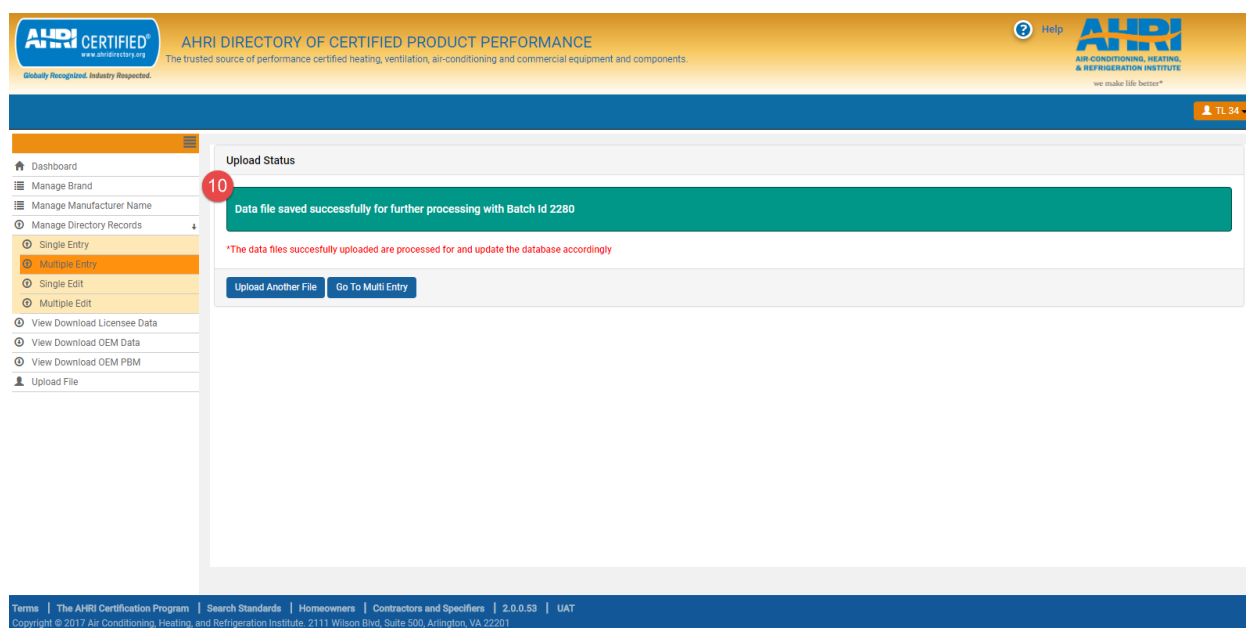 AHRI CERTIFIED®
www.ahridirectory.org
Globally Recognized. Industry Respected.
AHRI DIRECTORY OF CERTIFIED PRODUCT PERFORMANCE
The trusted source of performance certified heating, ventilation, air-conditioning and commercial equipment and components.
? Help
AHRI
AIR-CONDITIONING, HEATING,
& REFRIGERATION INSTITUTE
we make life better*
TL 34
Dashboard
Manage Brand
Manage Manufacturer Name
Manage Directory Records
Single Entry
Multiple Entry
Single Edit
Multiple Edit
View Download Licensee Data
View Download OEM Data
View Download OEM PBM
Upload File
Upload Status
10
Data file saved successfully for further processing with Batch Id 2280
*The data files succesfully uploaded are processed for and update the database accordingly
Upload Another File Go To Multi Entry
Terms | The AHRI Certification Program | Search Standards | Homeowners | Contractors and Specifiers | 2.0.0.53 | UAT
Copyright © 2017 Air Conditioning, Heating, and Refrigeration Institute. 2111 Wilson Blvd, Suite 500, Arlington, VA 22201